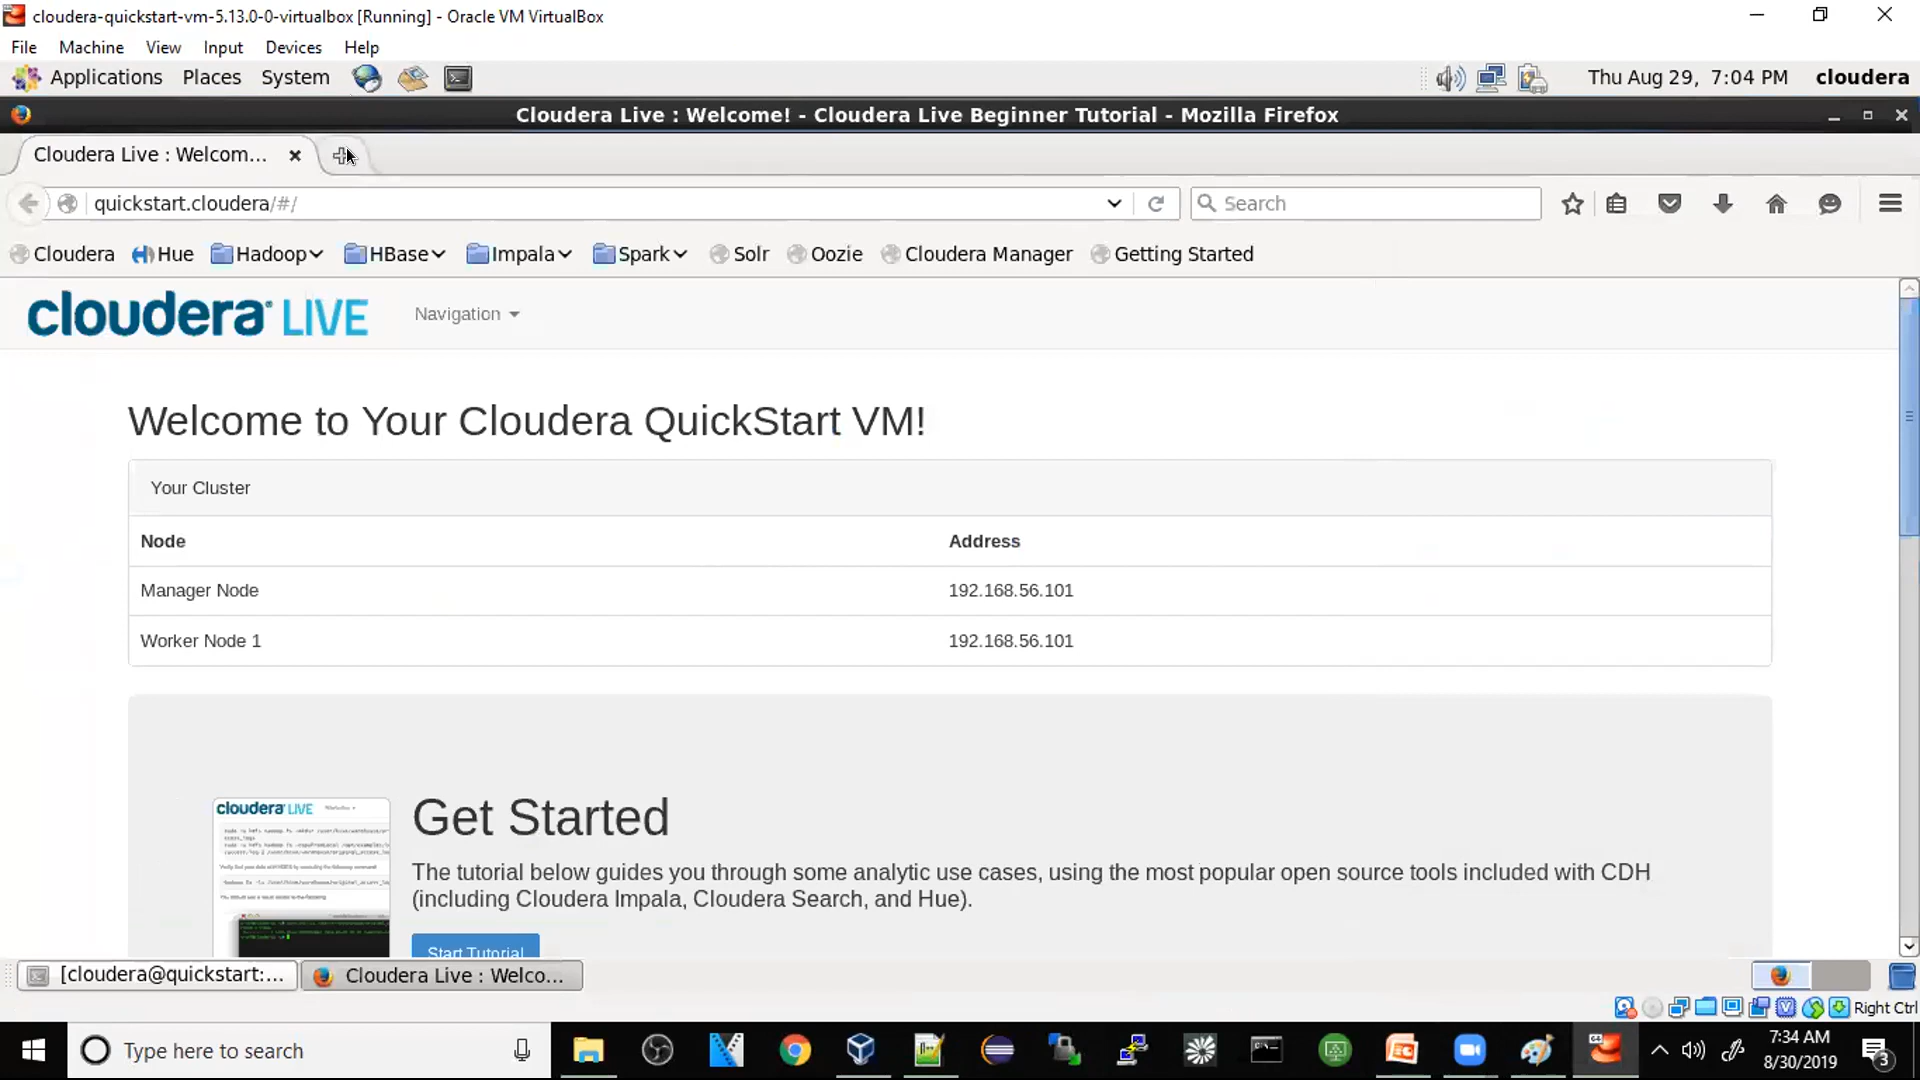 cloudera-quickstart-vm-5.13.0-0-virtualbox [Running] - Oracle VM VirtualBox
File Machine View Input Devices Help
Applications Places System Thu Aug 29, 7:04 PM cloudera
Cloudera Live : Welcome! - Cloudera Live Beginner Tutorial - Mozilla Firefox
Cloudera Live : Welcom...
quickstart.cloudera/#/ Search
Cloudera Hue Hadoop HBase Impala Spark Solr Oozie Cloudera Manager Getting Started
cloudera LIVE Navigation
Welcome to Your Cloudera QuickStart VM!
Your Cluster
Node Address
Manager Node 192.168.56.101
Worker Node 1 192.168.56.101
cloudera LIVE
Get Started
The tutorial below guides you through some analytic use cases, using the most popular open source tools included with CDH
(including Cloudera Impala, Cloudera Search, and Hue).
Start Tutorial
[cloudera@quickstart:... Cloudera Live : Welco...
Right Ctrl
Type here to search
7:34 AM
8/30/2019
3